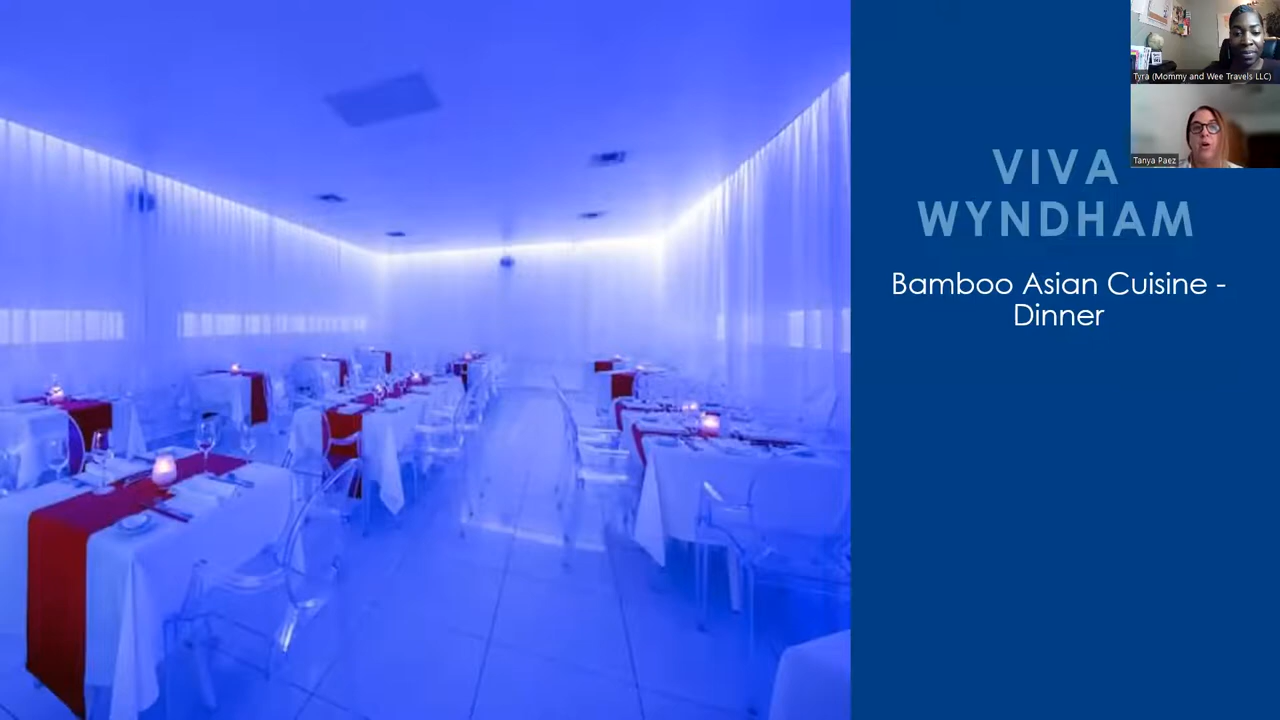 Tyra (Mommy and Wee Travels LLC)
Tanya Paez
VIVA
WYNDHAM
Bamboo Asian Cuisine -
Dinner